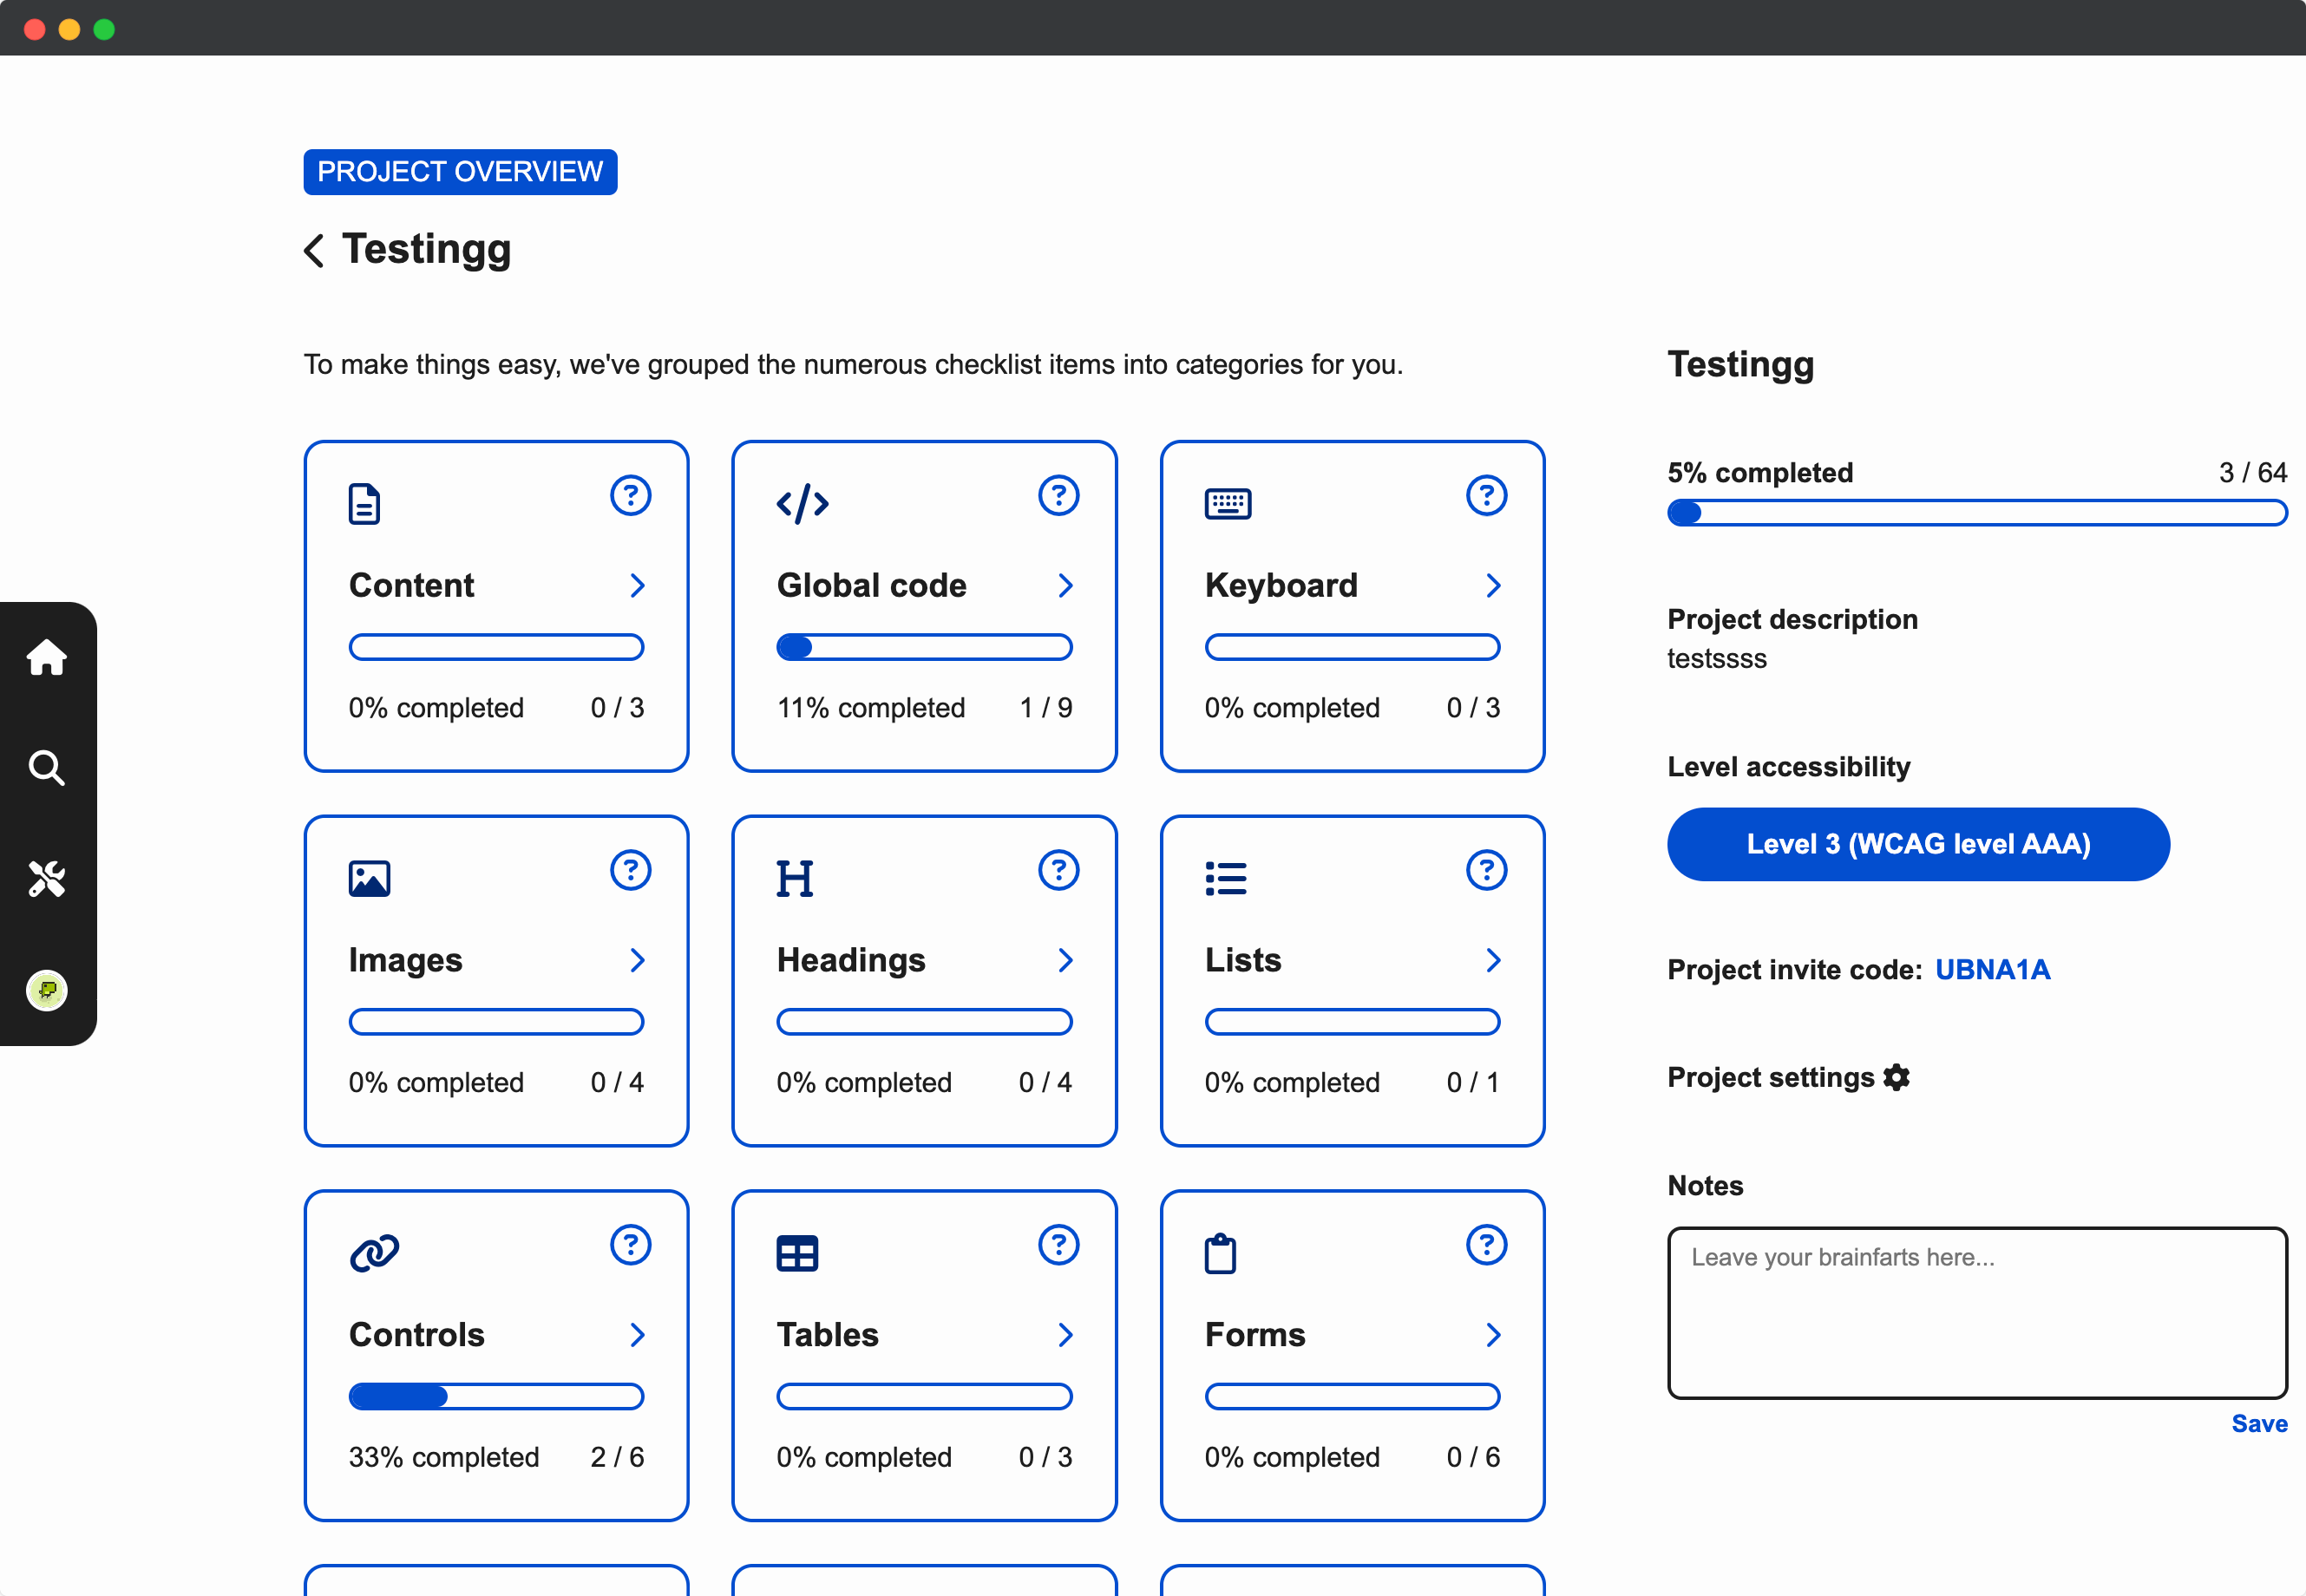 PROJECT OVERVIEW
Testingg
To make things easy, we've grouped the numerous checklist items into categories for you.
?
Content
0% completed 0 / 3
?
Global code
11% completed 1 / 9
?
Keyboard
0% completed 0 / 3
?
Images
0% completed 0 / 4
H ?
Headings
0% completed 0 / 4
?
Lists
0% completed 0 / 1
?
Controls
33% completed 2 / 6
?
Tables
0% completed 0 / 3
?
Forms
0% completed 0 / 6
Testingg
5% completed 3 / 64
Project description
testssss
Level accessibility
Level 3 (WCAG level AAA)
Project invite code: UBNA1A
Project settings
Notes
Leave your brainfarts here...
Save